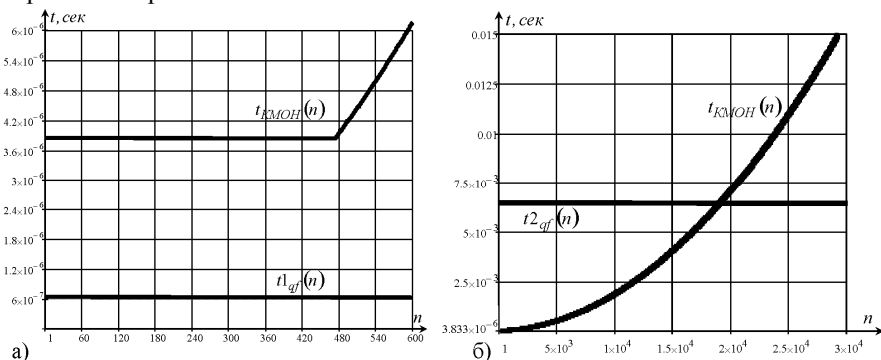 t, сек
6×10⁻⁶
5.4×10⁻⁶
4.8×10⁻⁶
4.2×10⁻⁶
3.6×10⁻⁶
3×10⁻⁶
2.4×10⁻⁶
1.8×10⁻⁶
1.2×10⁻⁶
6×10⁻⁷
t_KMOH(n)
t1_qf(n)
1 60 120 180 240 300 360 420 480 540 600
n
а)
t, сек
0.015
0.0125
0.01
7.5×10⁻³
5×10⁻³
2.5×10⁻³
3.833×10⁻⁶
t_KMOH(n)
t2_qf(n)
1 5×10³ 1×10⁴ 1.5×10⁴ 2×10⁴ 2.5×10⁴ 3×10⁴
n
б)